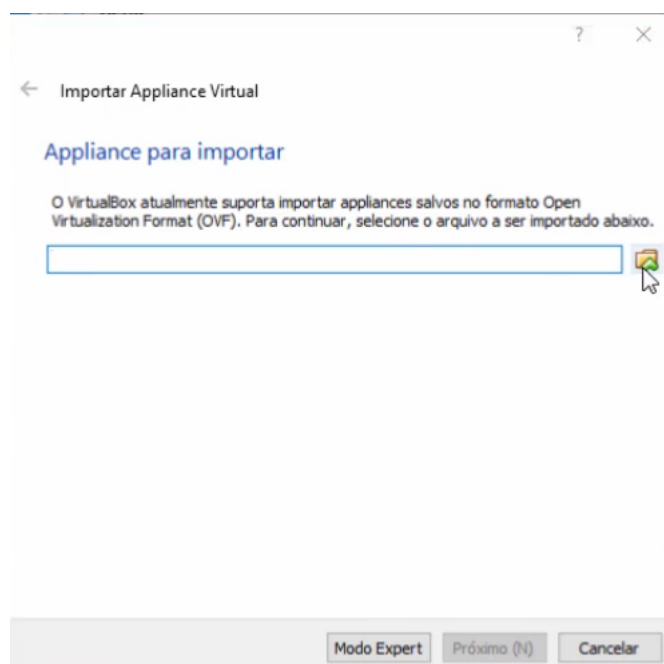 ?
Importar Appliance Virtual
Appliance para importar
O VirtualBox atualmente suporta importar appliances salvos no formato Open
Virtualization Format (OVF). Para continuar, selecione o arquivo a ser importado abaixo.
Modo Expert Próximo (N) Cancelar